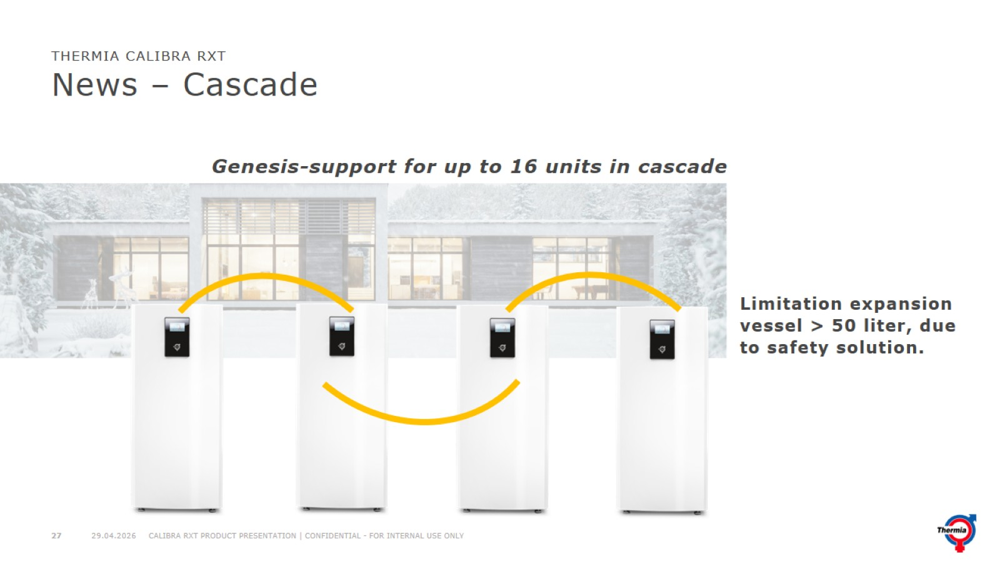 THERMIA CALIBRA RXT
News – Cascade
Genesis-support for up to 16 units in cascade
Limitation expansion
vessel > 50 liter, due
to safety solution.
27 29.04.2026 CALIBRA RXT PRODUCT PRESENTATION | CONFIDENTIAL - FOR INTERNAL USE ONLY
Thermia